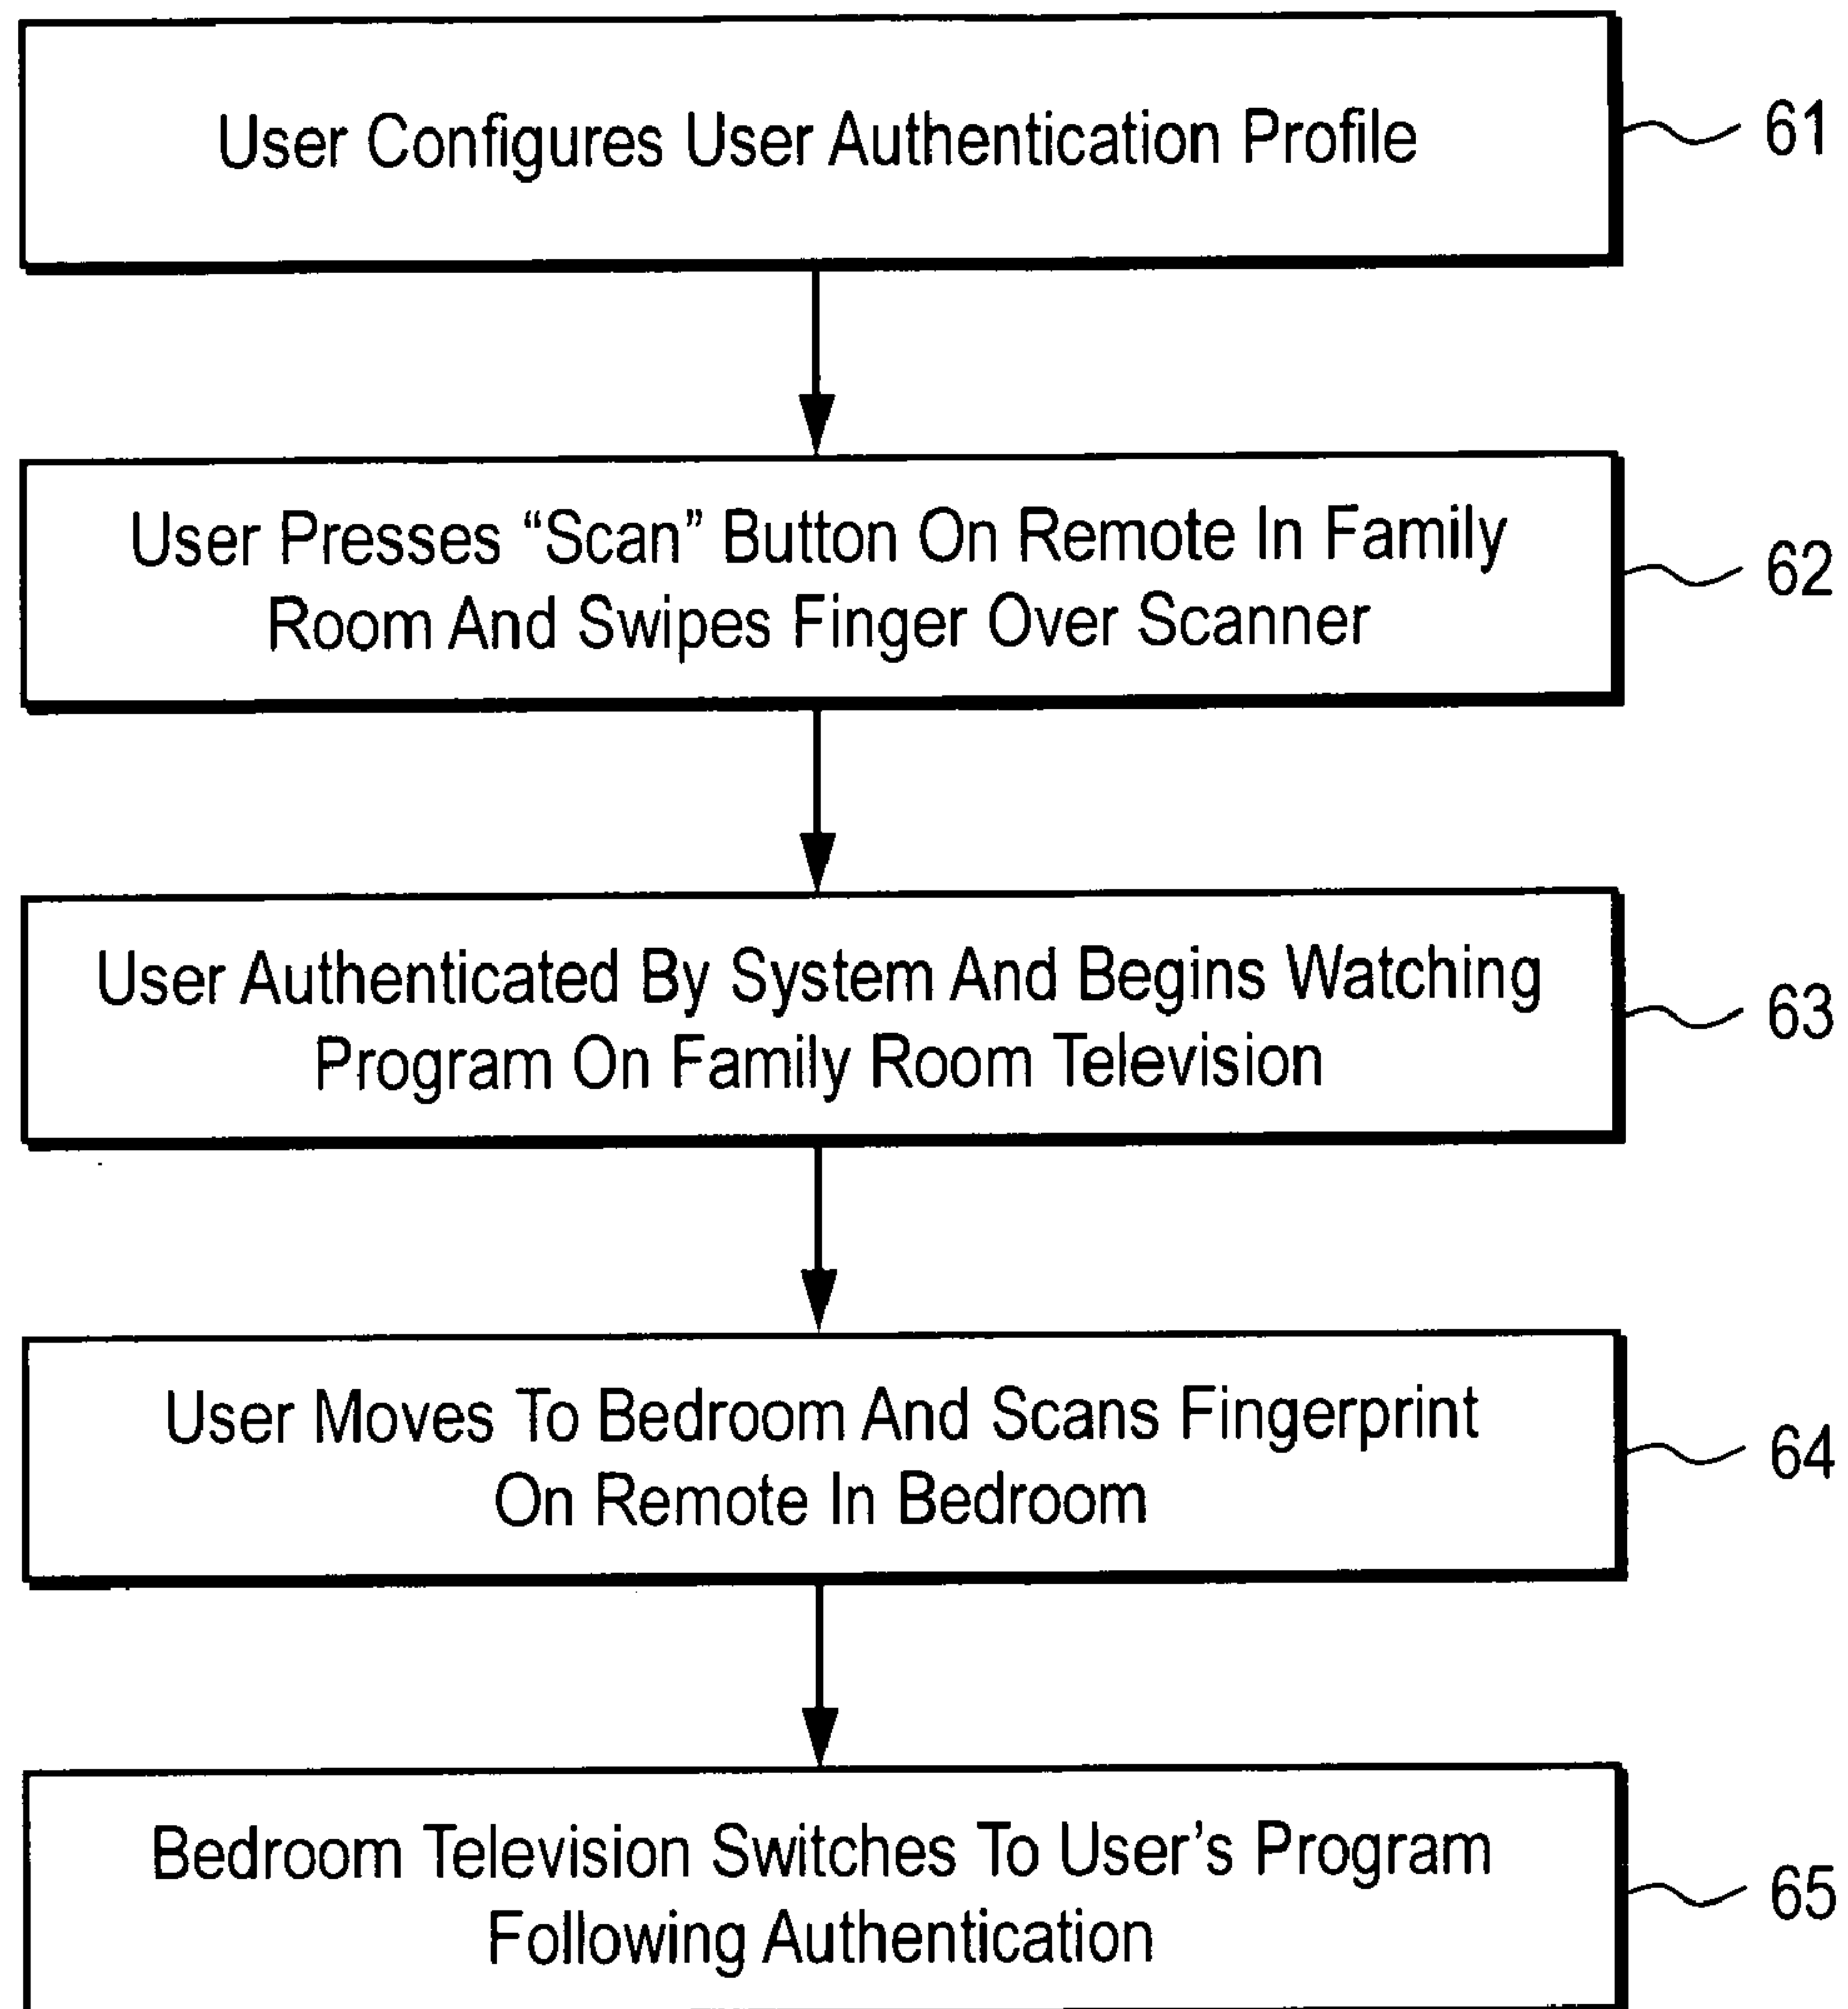 User Configures User Authentication Profile
61
User Presses “Scan” Button On Remote In Family
Room And Swipes Finger Over Scanner
62
User Authenticated By System And Begins Watching
Program On Family Room Television
63
User Moves To Bedroom And Scans Fingerprint
On Remote In Bedroom
64
Bedroom Television Switches To User’s Program
Following Authentication
65